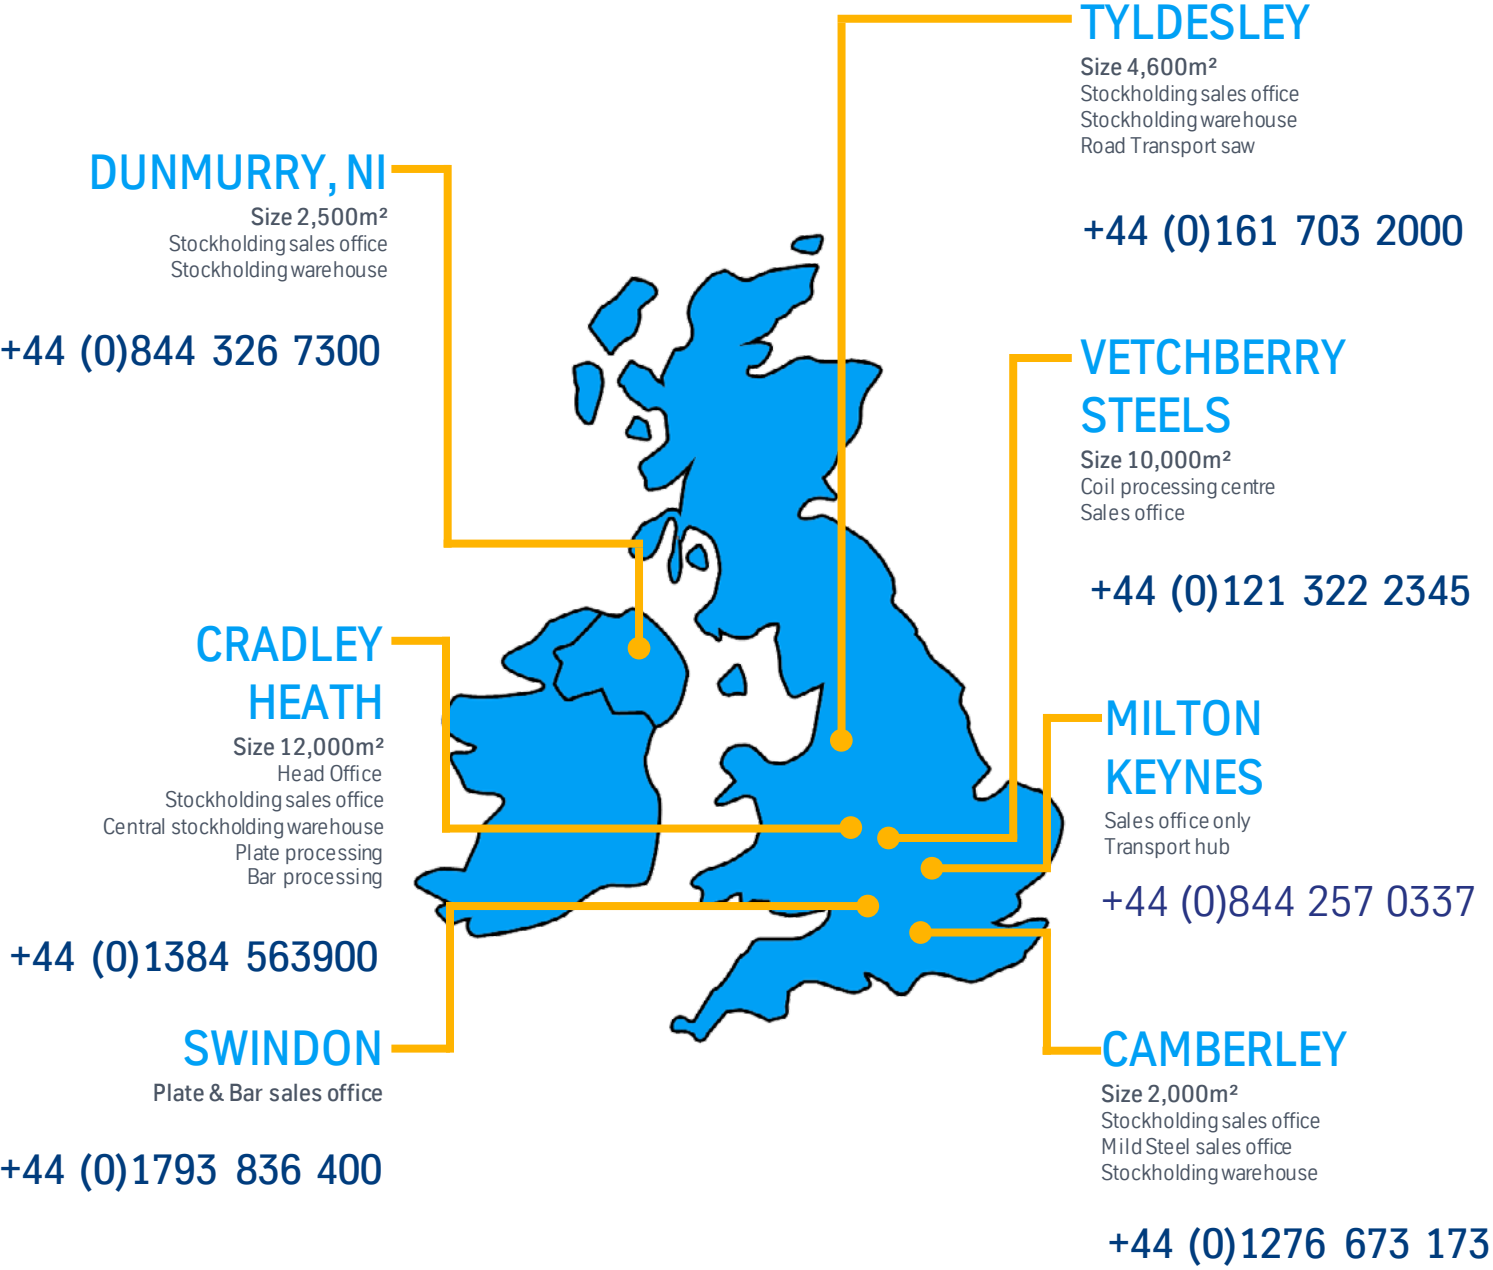 TYLDESLEY
Size 4,600m²
Stockholding sales office
Stockholding warehouse
Road Transport saw
+44 (0)161 703 2000
DUNMURRY, NI
Size 2,500m²
Stockholding sales office
Stockholding warehouse
+44 (0)844 326 7300
VETCHBERRY
STEELS
Size 10,000m²
Coil processing centre
Sales office
+44 (0)121 322 2345
CRADLEY
HEATH
Size 12,000m²
Head Office
Stockholding sales office
Central stockholding warehouse
Plate processing
Bar processing
+44 (0)1384 563900
MILTON
KEYNES
Sales office only
Transport hub
+44 (0)844 257 0337
SWINDON
Plate & Bar sales office
+44 (0)1793 836 400
CAMBERLEY
Size 2,000m²
Stockholding sales office
Mild Steel sales office
Stockholding warehouse
+44 (0)1276 673 173